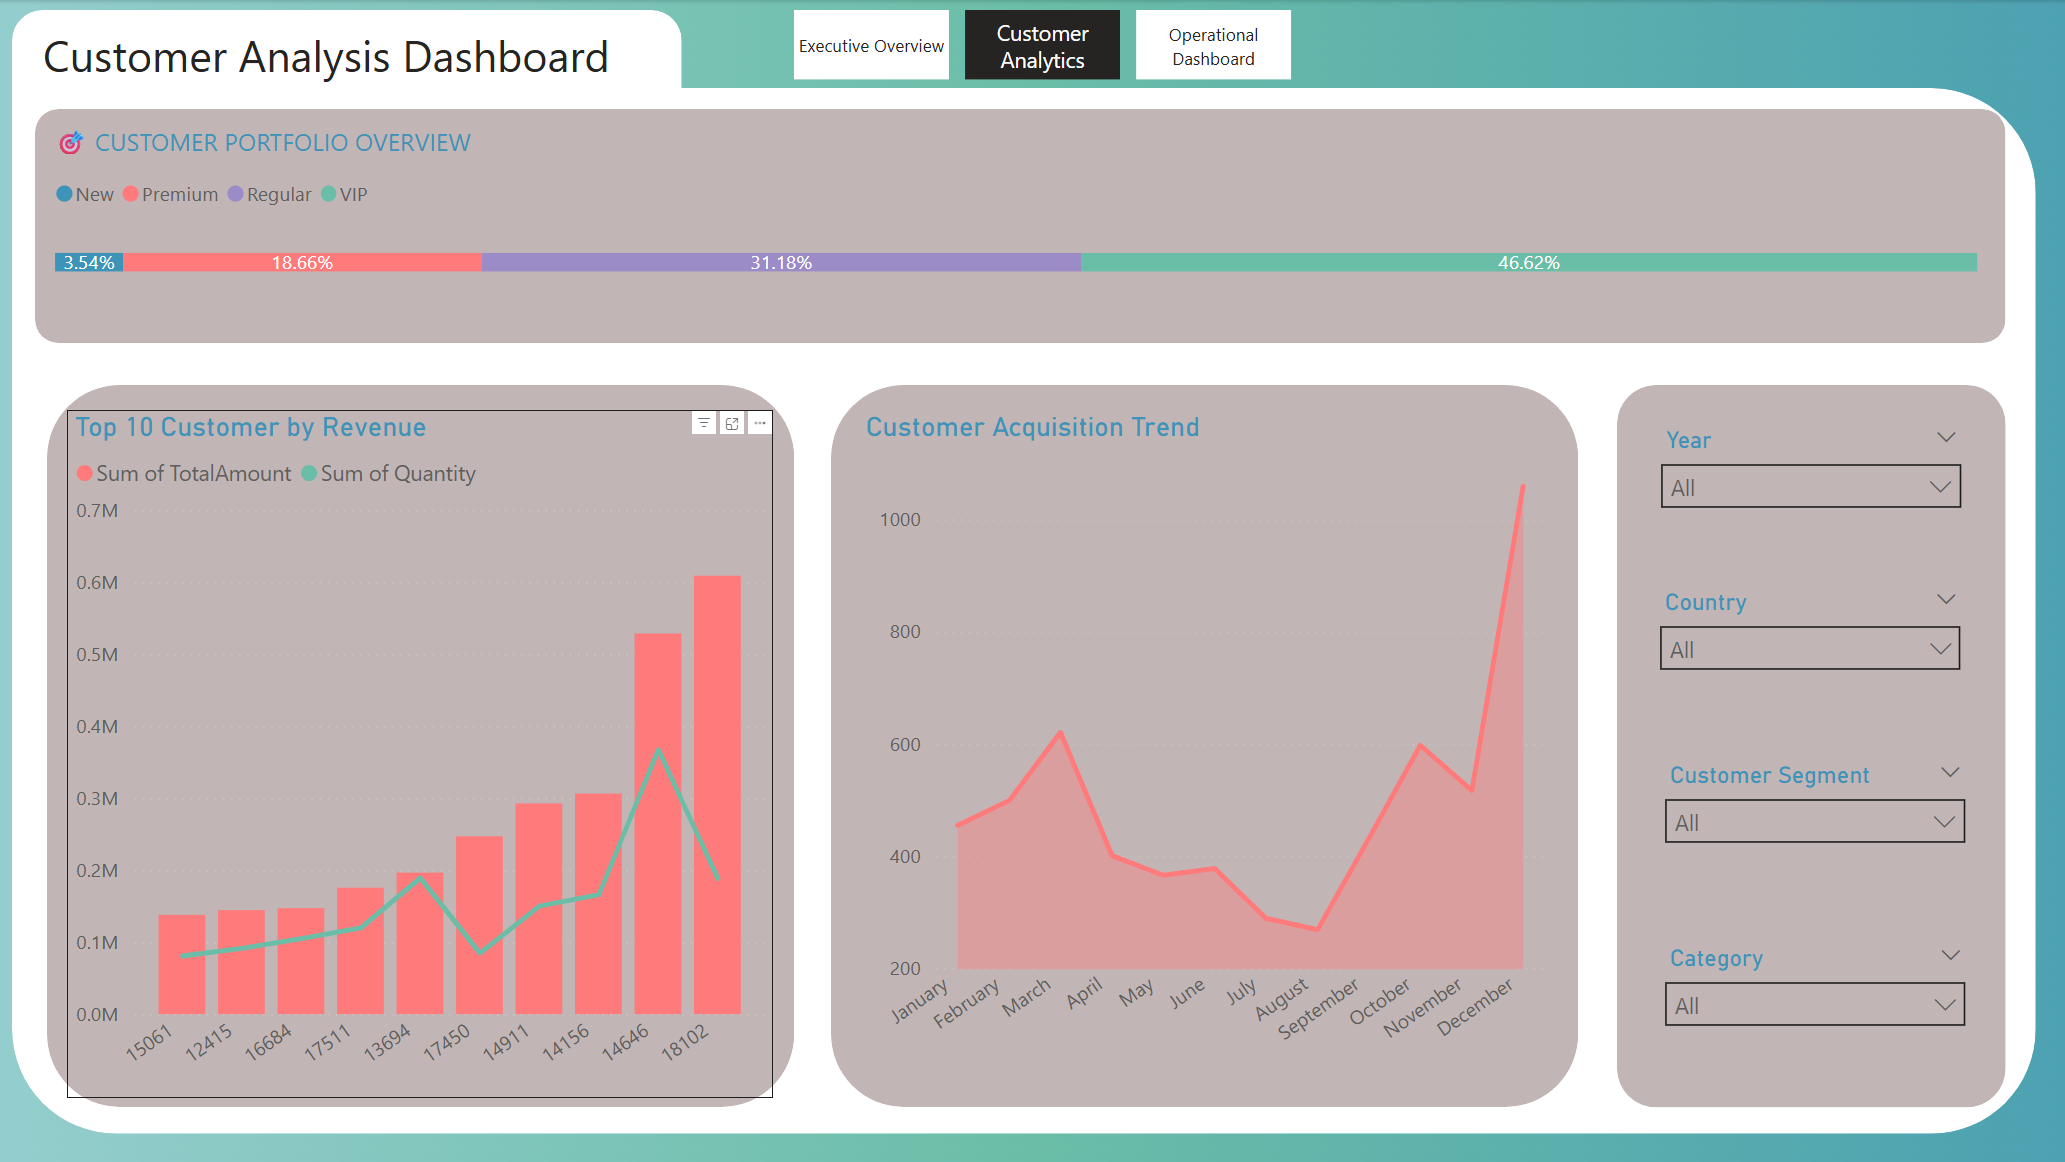 Customer Analysis Dashboard
Executive Overview
Customer
Analytics
Operational
Dashboard
CUSTOMER PORTFOLIO OVERVIEW
New Premium Regular VIP
3.54% 18.66% 31.18% 46.62%
Top 10 Customer by Revenue
Sum of TotalAmount Sum of Quantity
0.7M
0.6M
0.5M
0.4M
0.3M
0.2M
0.1M
0.0M
15061 12415 16684 17511 13694 17450 14911 14156 14646 18102
Customer Acquisition Trend
1000
800
600
400
200
January February March April May June July August September October November December
Year
All
Country
All
Customer Segment
All
Category
All